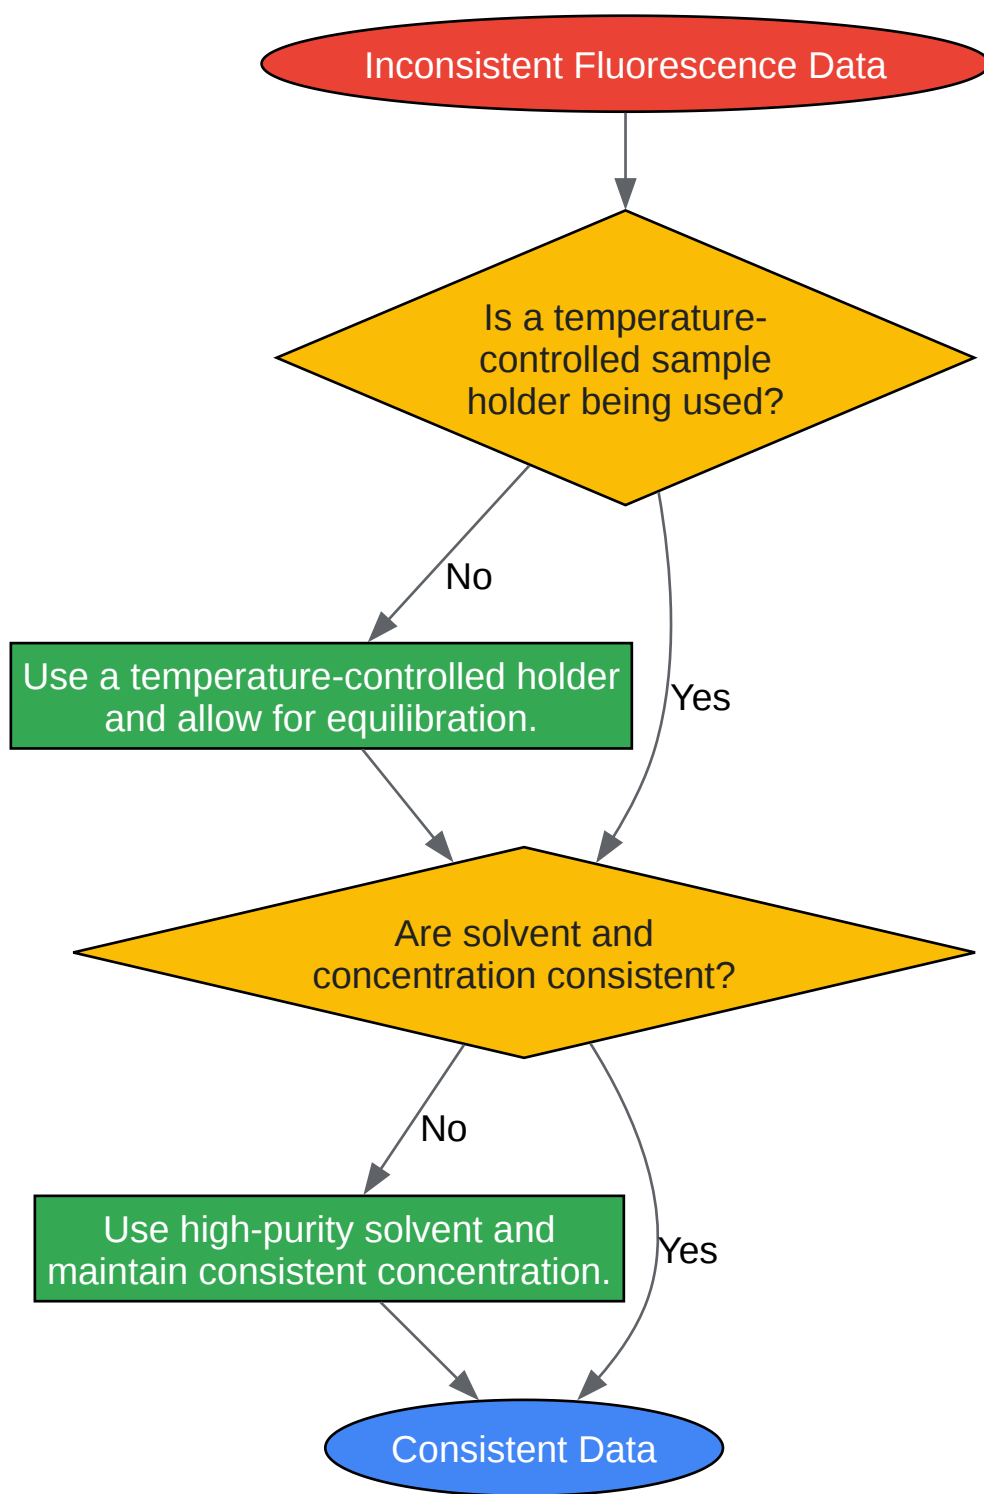 Inconsistent Fluorescence Data
Is a temperature-
controlled sample
holder being used?
No
Use a temperature-controlled holder
and allow for equilibration.
Yes
Are solvent and
concentration consistent?
No
Use high-purity solvent and
maintain consistent concentration.
Yes
Consistent Data